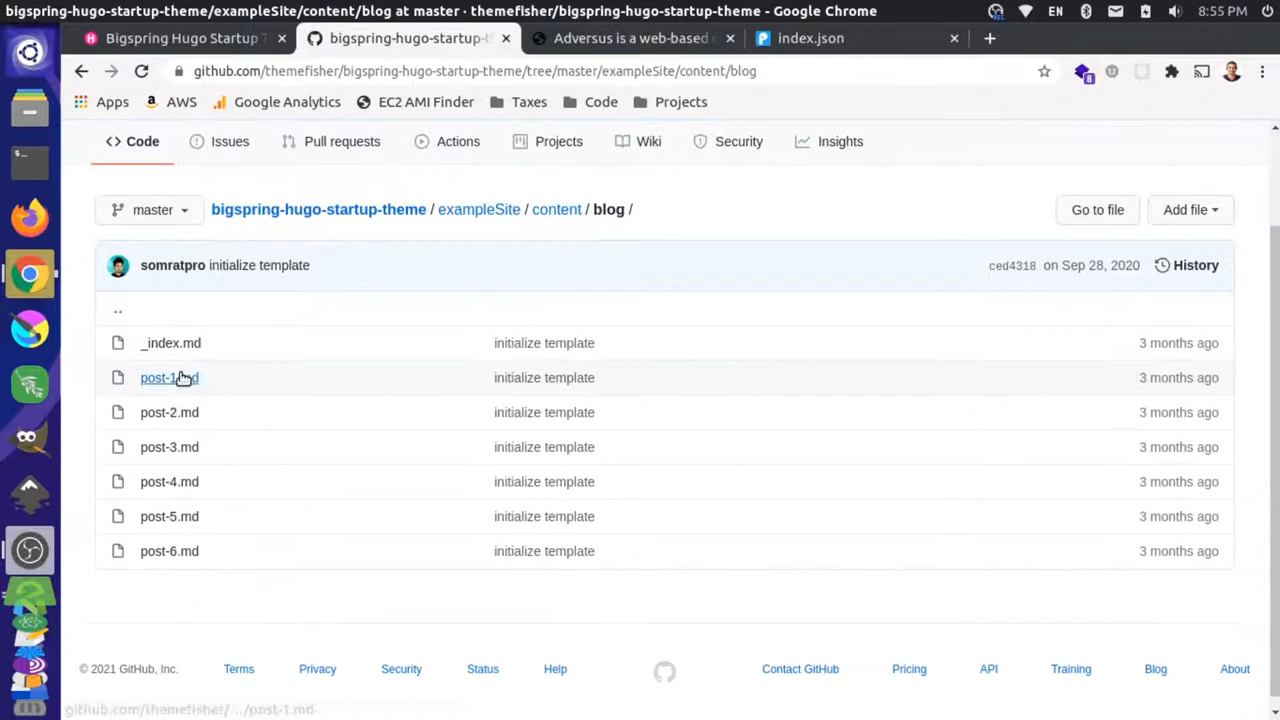 bigspring-hugo-startup-theme/exampleSite/content/blog at master · themefisher/bigspring-hugo-startup-theme - Google Chrome
EN
8:55 PM
Bigspring Hugo Startup T
bigspring-hugo-startup-t
Adversus is a web-based
index.json
github.com/themefisher/bigspring-hugo-startup-theme/tree/master/exampleSite/content/blog
8
Apps
AWS
Google Analytics
EC2 AMI Finder
Taxes
Code
Projects
Code
Issues
Pull requests
Actions
Projects
Wiki
Security
Insights
master
bigspring-hugo-startup-theme / exampleSite / content / blog /
Go to file
Add file
somratpro initialize template
ced4318 on Sep 28, 2020
History
..
_index.md initialize template 3 months ago
post-1.md initialize template 3 months ago
post-2.md initialize template 3 months ago
post-3.md initialize template 3 months ago
post-4.md initialize template 3 months ago
post-5.md initialize template 3 months ago
post-6.md initialize template 3 months ago
© 2021 GitHub, Inc.
Terms
Privacy
Security
Status
Help
Contact GitHub
Pricing
API
Training
Blog
About
github.com/themefisher/.../post-1.md